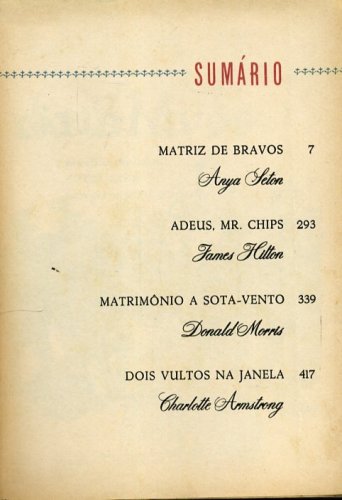 SUMÁRIO
MATRIZ DE BRAVOS 7
Anya Seton
ADEUS, MR. CHIPS 293
James Hilton
MATRIMÔNIO A SOTA-VENTO 339
Donald Morris
DOIS VULTOS NA JANELA 417
Charlotte Armstrong